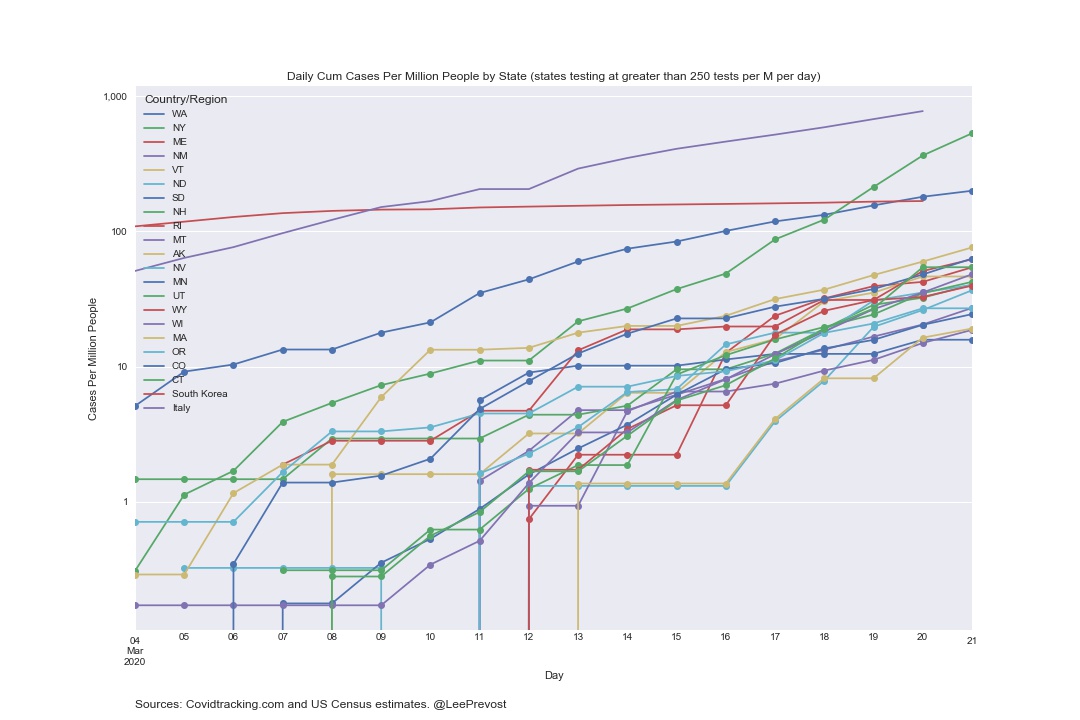 Daily Cum Cases Per Million People by State (states testing at greater than 250 tests per M per day)
Cases Per Million People
1,000
100
10
1
Country/Region
WA
NY
ME
NM
VT
ND
SD
NH
RI
MT
AK
NV
MN
UT
WY
WI
MA
OR
CO
CT
South Korea
Italy
04
Mar
2020
05
06
07
08
09
10
11
12
13
14
15
16
17
18
19
20
21
Day
Sources: Covidtracking.com and US Census estimates. @LeePrevost